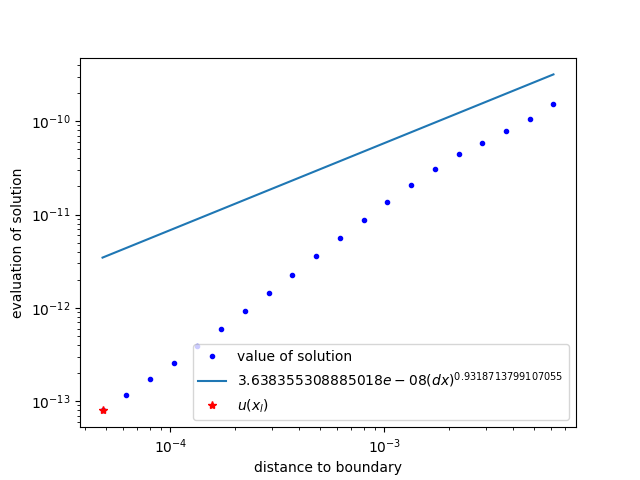 evaluation of solution
10⁻¹⁰
10⁻¹¹
10⁻¹²
10⁻¹³
value of solution
3.638355308885018e − 08(dx)^0.9318713799107055
u(x_l)
10⁻⁴
10⁻³
distance to boundary